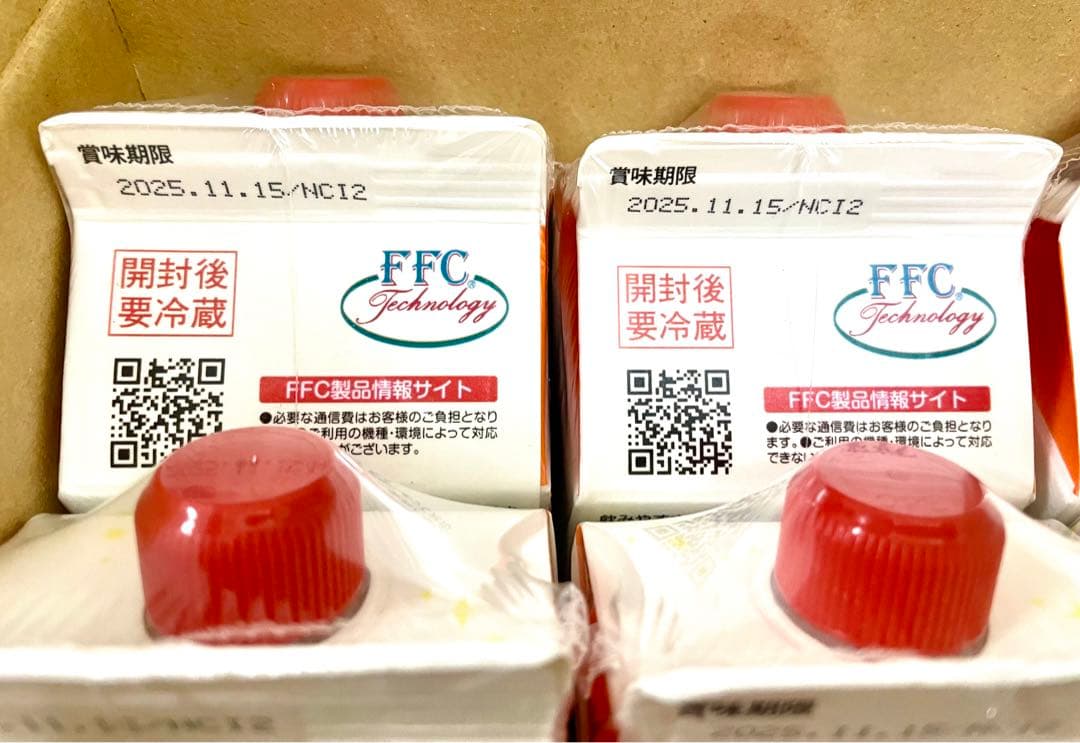 賞味期限
2025.11.15/NCI2
開封後
要冷蔵
FFC®
Technology
FFC製品情報サイト
●必要な通信費はお客様のご負担となり
ご利用の機種・環境によって対応
がございます。
賞味期限
2025.11.15/NCI2
開封後
要冷蔵
FFC®
Technology
FFC製品情報サイト
●必要な通信費はお客様のご負担となり
ます。●ご利用の機種・環境によって対応
できない